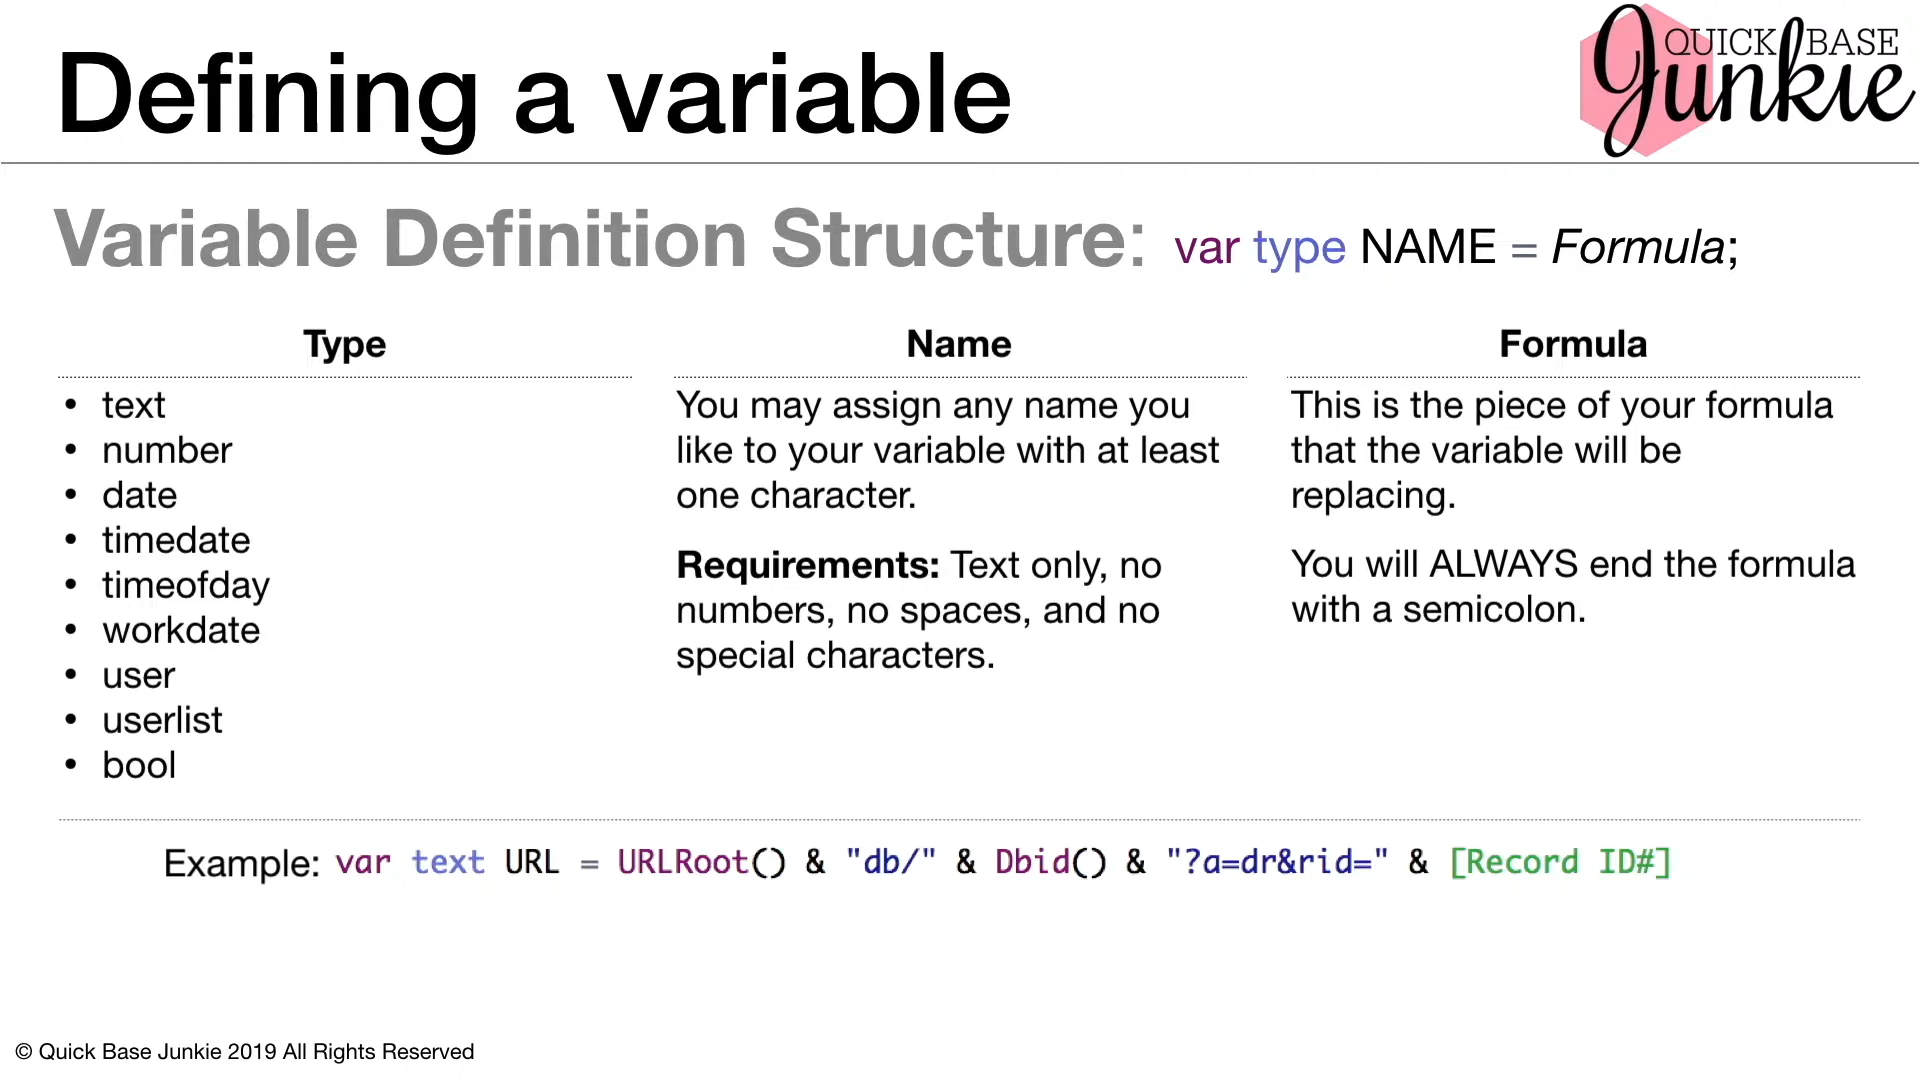 Defining a variable
QUICK BASE
Junkie
Variable Definition Structure: var type NAME = Formula;
Type
• text
• number
• date
• timedate
• timeofday
• workdate
• user
• userlist
• bool
Name
You may assign any name you
like to your variable with at least
one character.
Requirements: Text only, no
numbers, no spaces, and no
special characters.
Formula
This is the piece of your formula
that the variable will be
replacing.
You will ALWAYS end the formula
with a semicolon.
Example: var text URL = URLRoot() & "db/" & Dbid() & "?a=dr&rid=" & [Record ID#]
© Quick Base Junkie 2019 All Rights Reserved